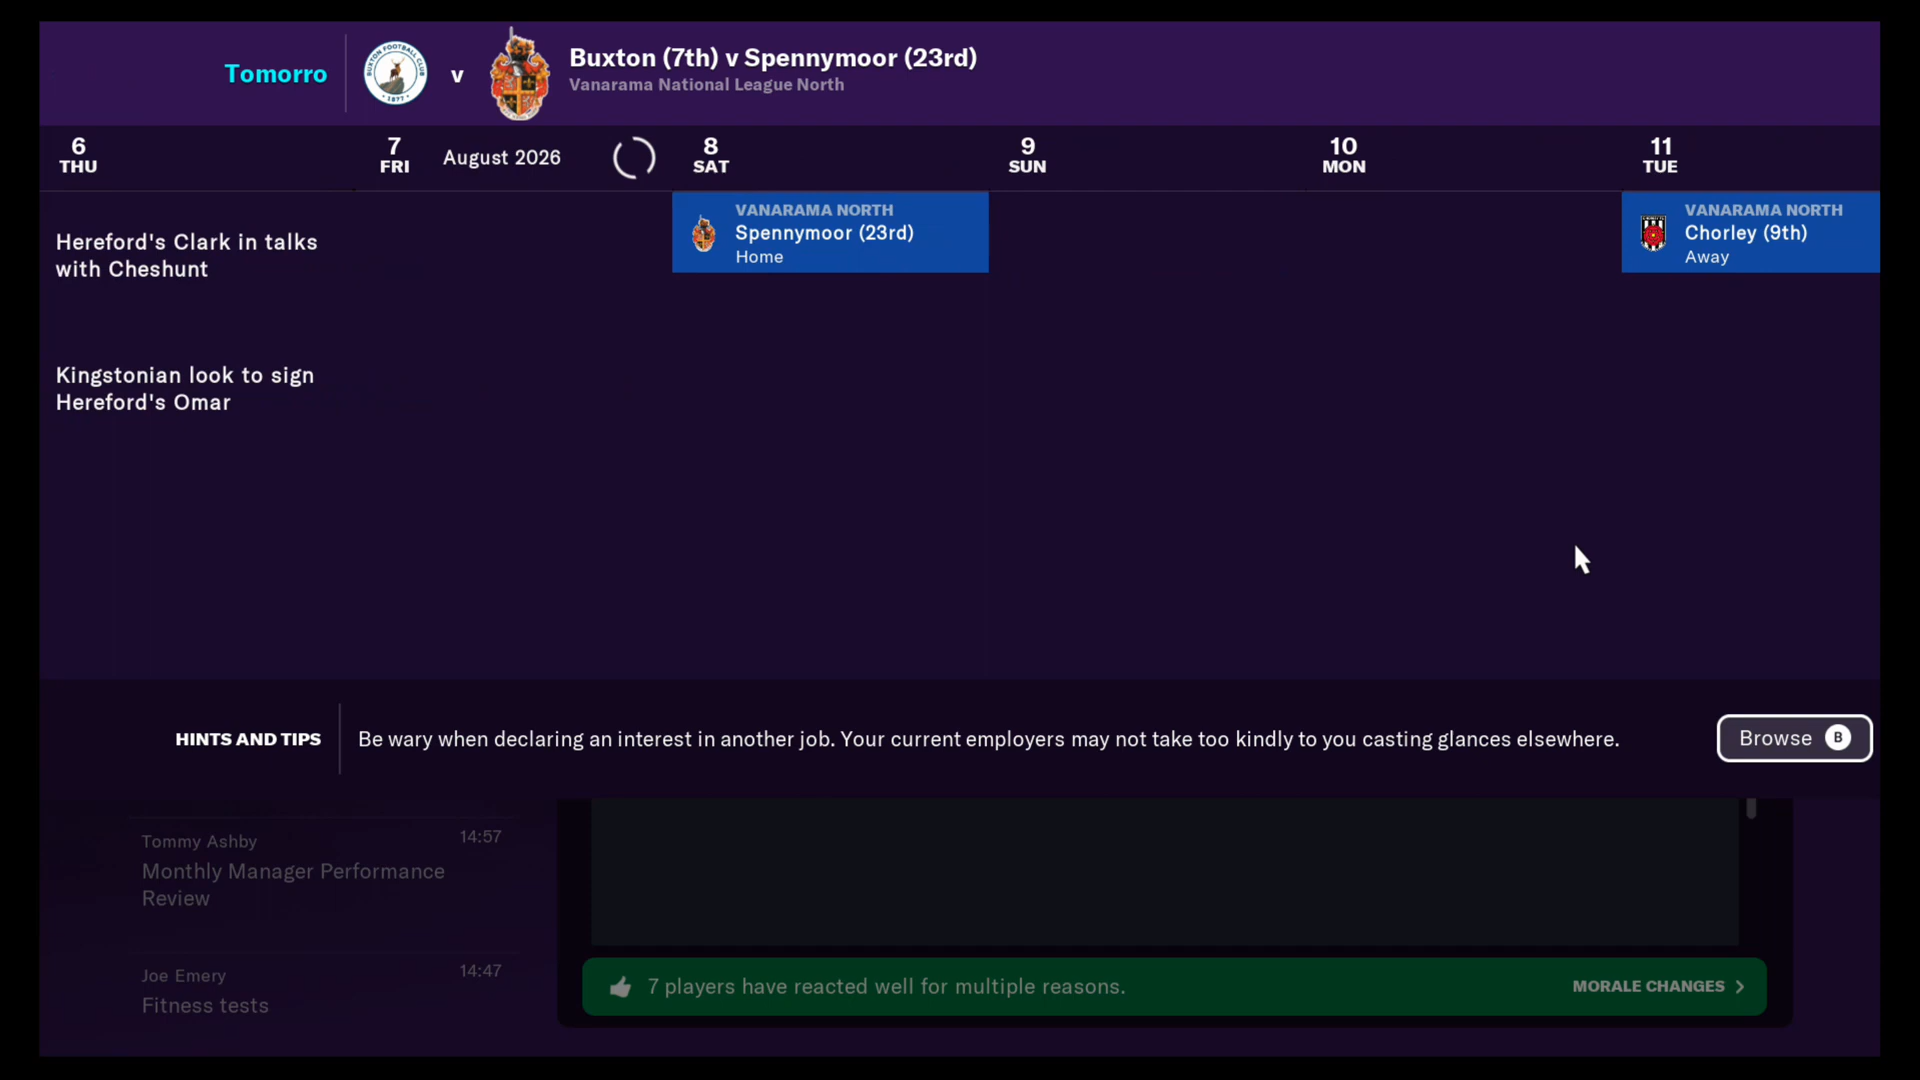 Tomorro
BUXTON FOOTBALL CLUB
1877
v
Buxton (7th) v Spennymoor (23rd)
Vanarama National League North
6
THU
7
FRI
August 2026
8
SAT
9
SUN
10
MON
11
TUE
Hereford's Clark in talks
with Cheshunt
VANARAMA NORTH
Spennymoor (23rd)
Home
VANARAMA NORTH
Chorley (9th)
Away
Kingstonian look to sign
Hereford's Omar
HINTS AND TIPS
Be wary when declaring an interest in another job. Your current employers may not take too kindly to you casting glances elsewhere.
Browse B
Tommy Ashby 14:57
Monthly Manager Performance
Review
Joe Emery 14:47
Fitness tests
7 players have reacted well for multiple reasons.
MORALE CHANGES